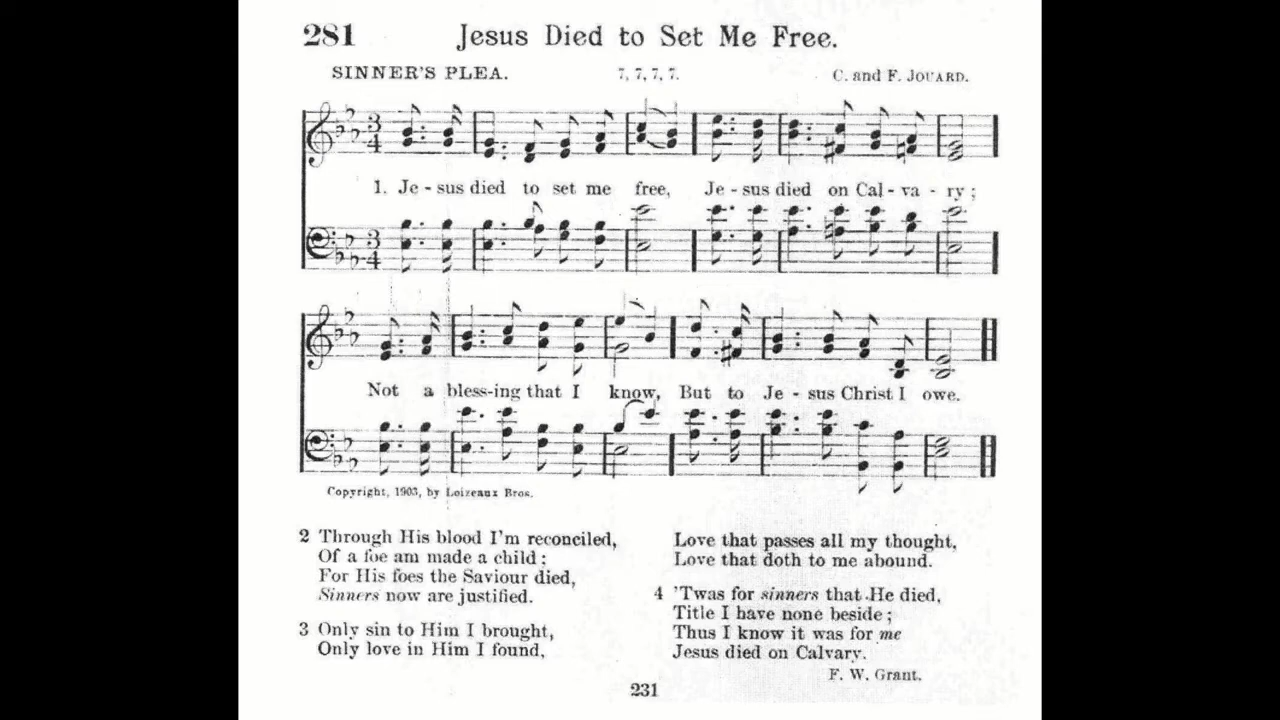 281 Jesus Died to Set Me Free.
SINNER'S PLEA. 7, 7, 7, 7. C. and F. JOUARD.
1. Je - sus died to set me free, Je - sus died on Cal - va - ry ;
Not a bless-ing that I know, But to Je - sus Christ I owe.
Copyright, 1903, by Loizeaux Bros.
2 Through His blood I'm reconciled,
Of a foe am made a child ;
For His foes the Saviour died,
Sinners now are justified.
3 Only sin to Him I brought,
Only love in Him I found,
Love that passes all my thought,
Love that doth to me abound.
4 'Twas for sinners that He died,
Title I have none beside ;
Thus I know it was for me
Jesus died on Calvary.
F. W. Grant.
231